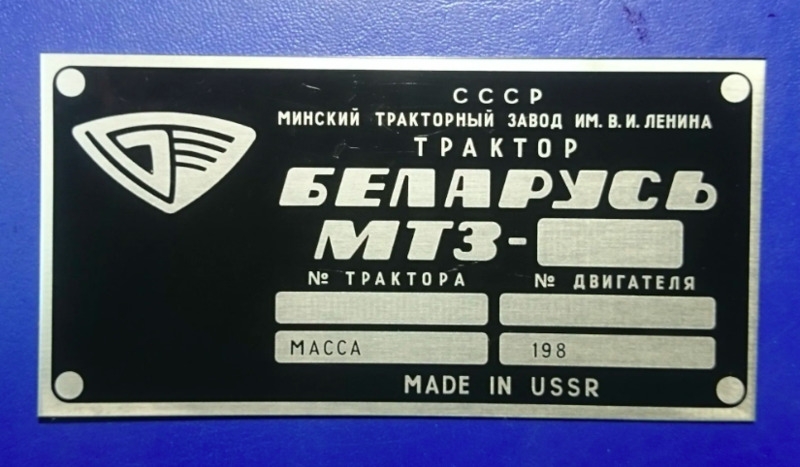 СССР
МИНСКИЙ ТРАКТОРНЫЙ ЗАВОД ИМ. В. И. ЛЕНИНА
ТРАКТОР
БЕЛАРУСЬ
МТЗ-
№ ТРАКТОРА № ДВИГАТЕЛЯ
МАССА 198
MADE IN USSR